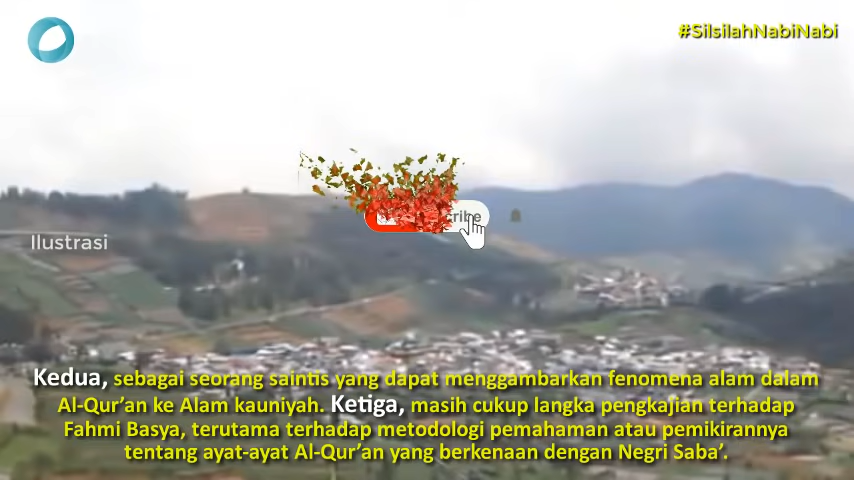 #SilsilahNabiNabi
Ilustrasi
Kedua, sebagai seorang saintis yang dapat menggambarkan fenomena alam dalam
Al-Qur’an ke Alam kauniyah. Ketiga, masih cukup langka pengkajian terhadap
Fahmi Basya, terutama terhadap metodologi pemahaman atau pemikirannya
tentang ayat-ayat Al-Qur’an yang berkenaan dengan Negri Saba’.